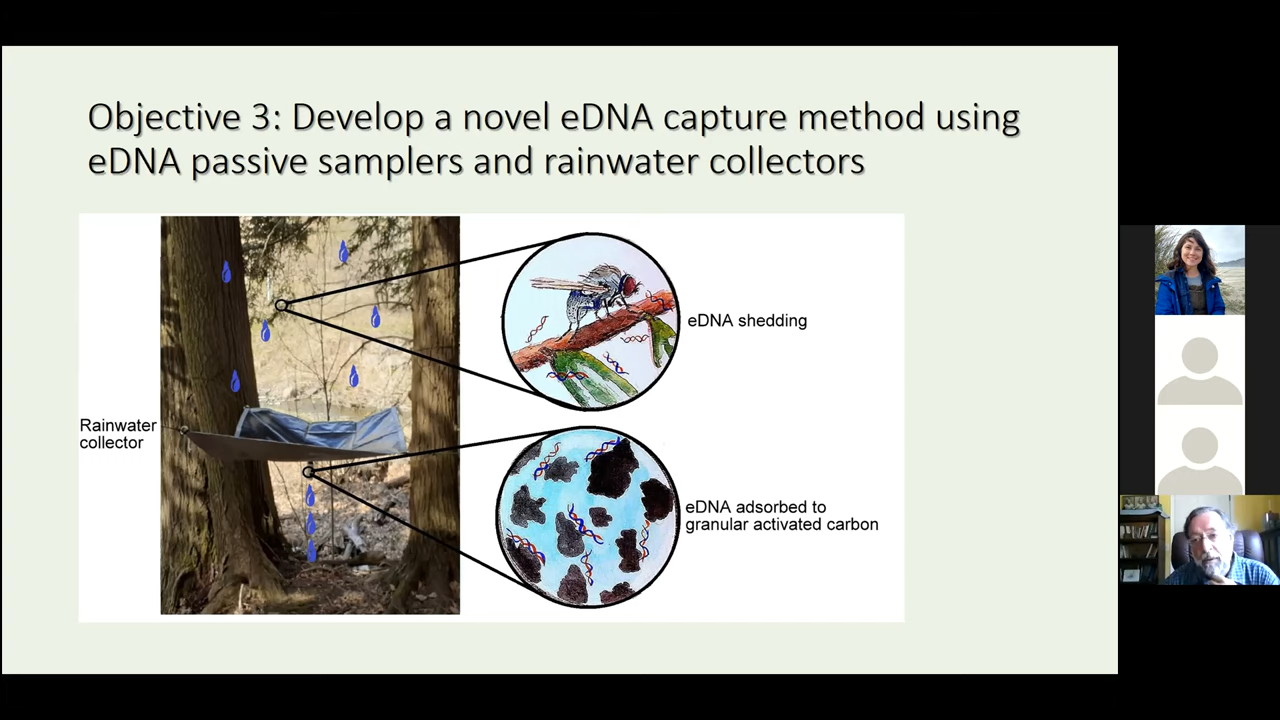 Objective 3: Develop a novel eDNA capture method using
eDNA passive samplers and rainwater collectors
eDNA shedding
Rainwater
collector
eDNA adsorbed to
granular activated carbon